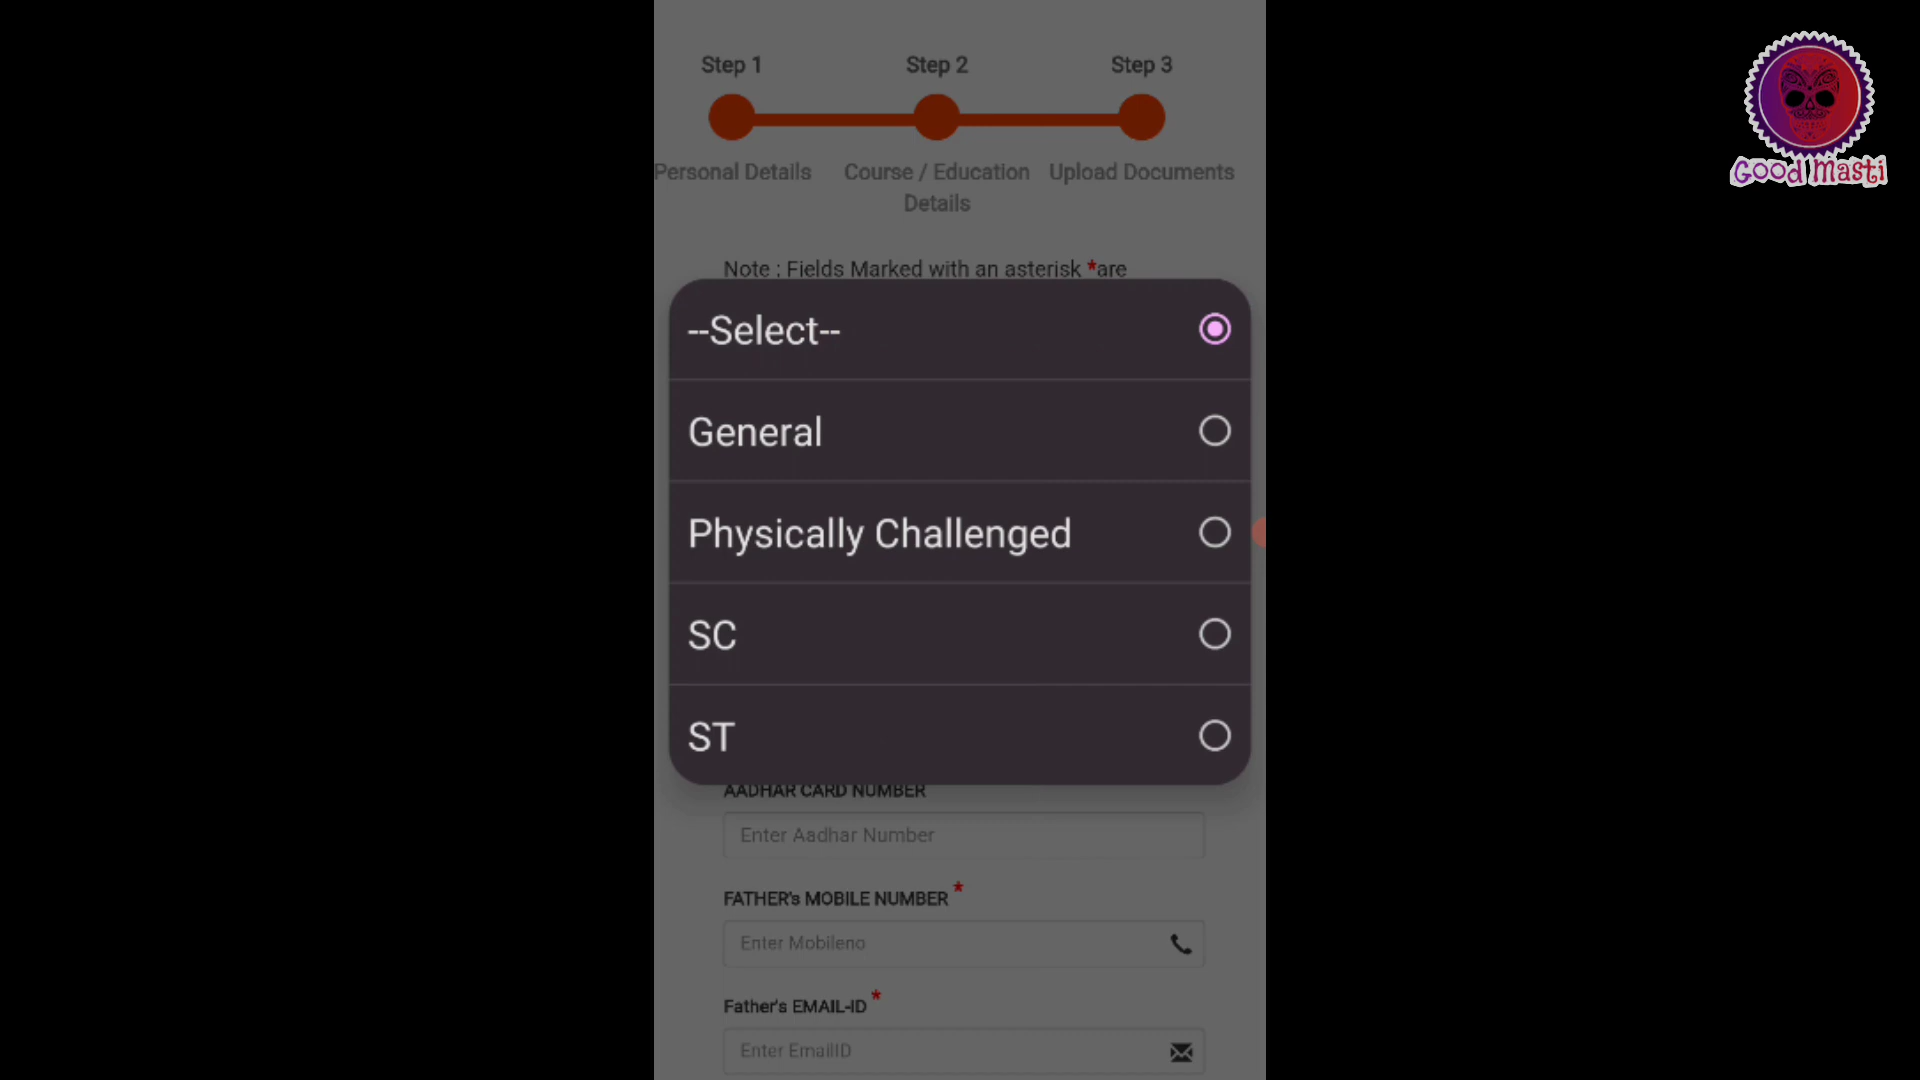 Step 1 Step 2 Step 3
Personal Details Course / Education Details Upload Documents
Note : Fields Marked with an asterisk *are
--Select--
General
Physically Challenged
SC
ST
AADHAR CARD NUMBER
Enter Aadhar Number
FATHER's MOBILE NUMBER *
Enter Mobileno
Father's EMAIL-ID *
Enter EmailID
Good Masti